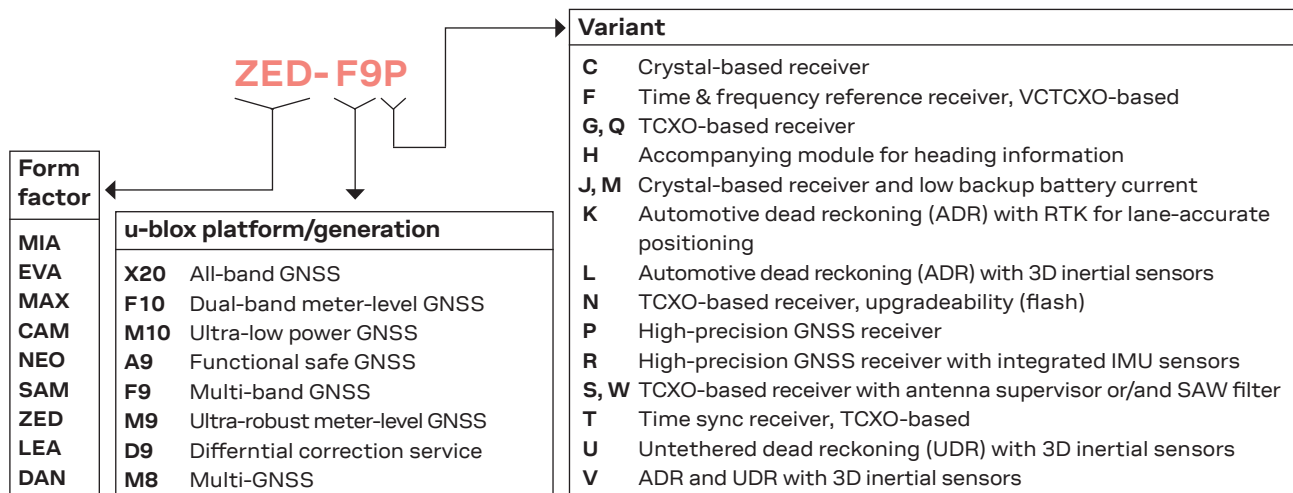 ZED-F9P
Form
factor
MIA
EVA
MAX
CAM
NEO
SAM
ZED
LEA
DAN
u-blox platform/generation
X20 All-band GNSS
F10 Dual-band meter-level GNSS
M10 Ultra-low power GNSS
A9 Functional safe GNSS
F9 Multi-band GNSS
M9 Ultra-robust meter-level GNSS
D9 Differntial correction service
M8 Multi-GNSS
Variant
C Crystal-based receiver
F Time & frequency reference receiver, VCTCXO-based
G, Q TCXO-based receiver
H Accompanying module for heading information
J, M Crystal-based receiver and low backup battery current
K Automotive dead reckoning (ADR) with RTK for lane-accurate
positioning
L Automotive dead reckoning (ADR) with 3D inertial sensors
N TCXO-based receiver, upgradeability (flash)
P High-precision GNSS receiver
R High-precision GNSS receiver with integrated IMU sensors
S, W TCXO-based receiver with antenna supervisor or/and SAW filter
T Time sync receiver, TCXO-based
U Untethered dead reckoning (UDR) with 3D inertial sensors
V ADR and UDR with 3D inertial sensors